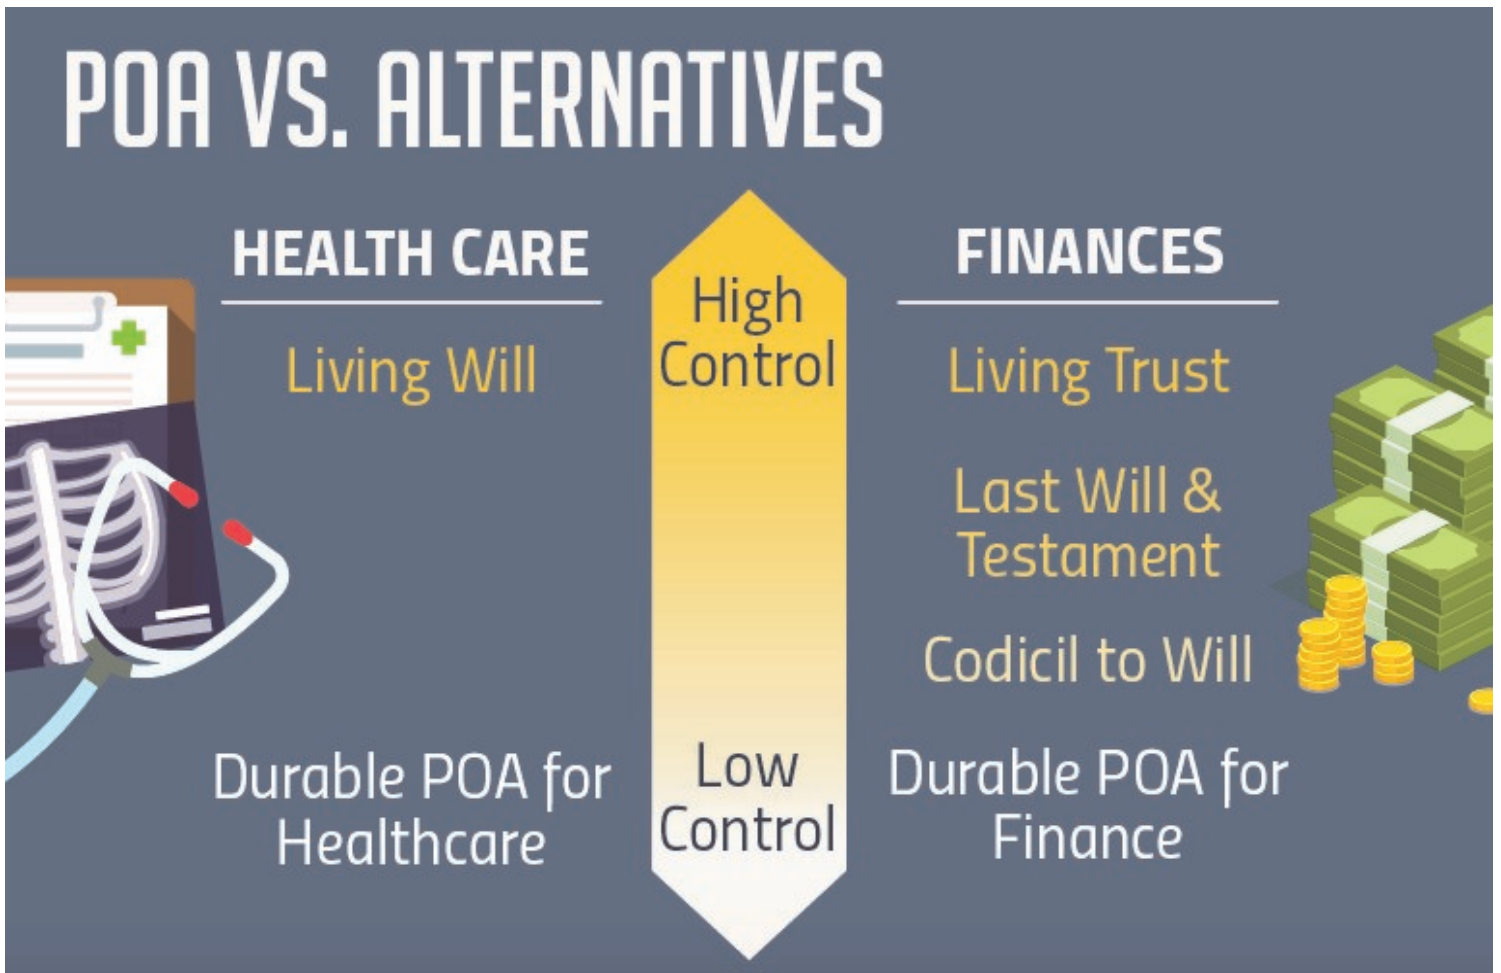 POA VS. ALTERNATIVES
HEALTH CARE
Living Will
Durable POA for
Healthcare
High
Control
Low
Control
FINANCES
Living Trust
Last Will &
Testament
Codicil to Will
Durable POA for
Finance